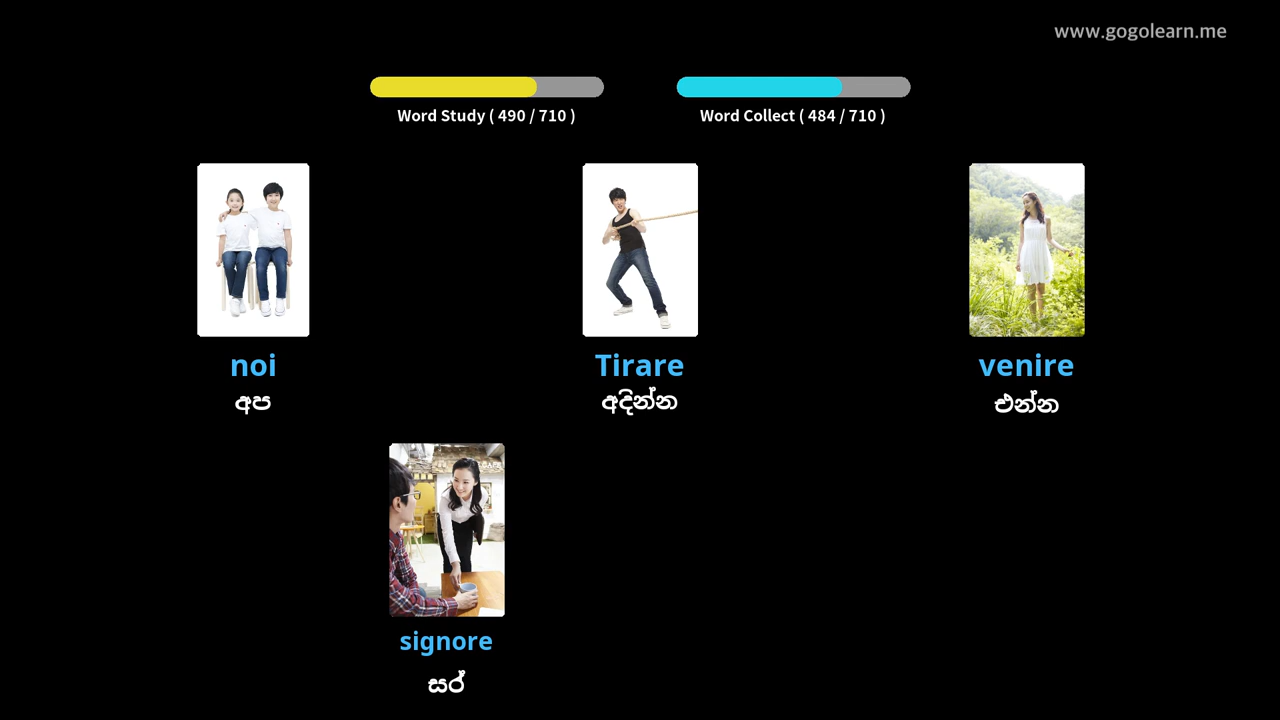 www.gogolearn.me
Word Study ( 490 / 710 )
Word Collect ( 484 / 710 )
noi
අප
Tirare
අදින්න
venire
එන්න
signore
සර්